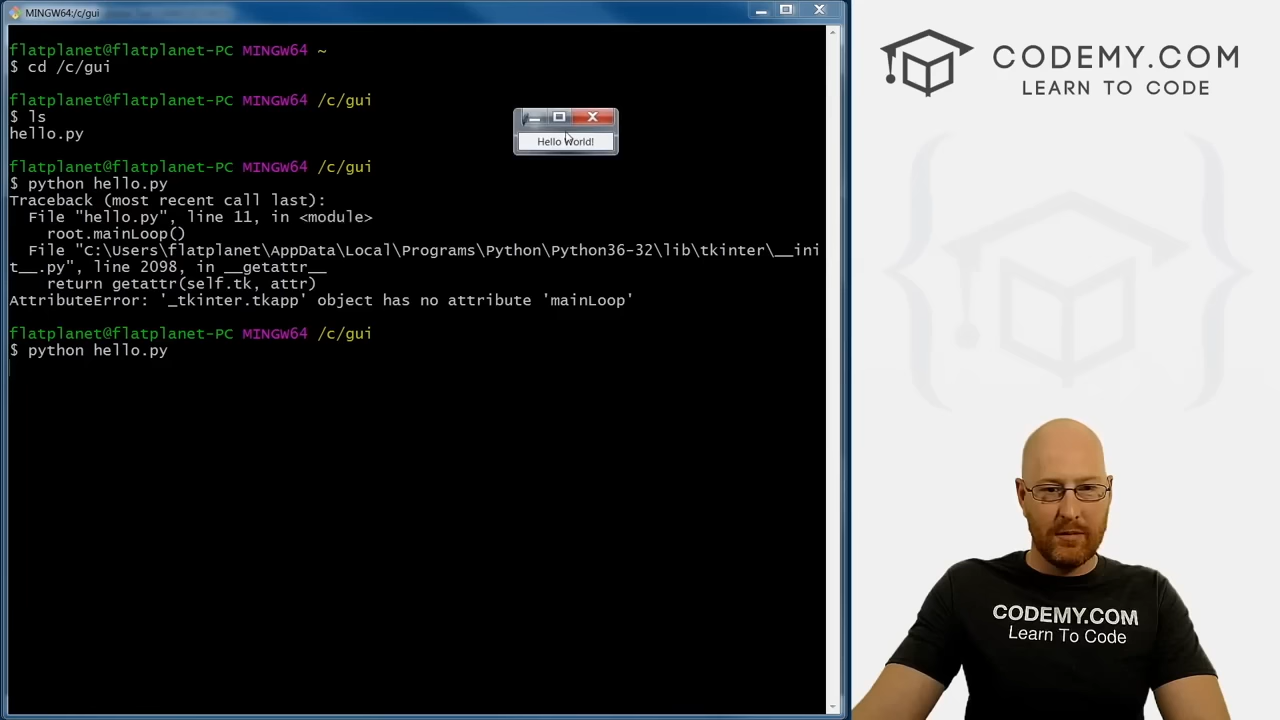 MINGW64:/c/gui
flatplanet@flatplanet-PC MINGW64 ~
$ cd /c/gui
flatplanet@flatplanet-PC MINGW64 /c/gui
$ ls
hello.py
flatplanet@flatplanet-PC MINGW64 /c/gui
$ python hello.py
Traceback (most recent call last):
File "hello.py", line 11, in <module>
root.mainLoop()
File "C:\Users\flatplanet\AppData\Local\Programs\Python\Python36-32\lib\tkinter\__ini
t__.py", line 2098, in __getattr__
return getattr(self.tk, attr)
AttributeError: '_tkinter.tkapp' object has no attribute 'mainLoop'
flatplanet@flatplanet-PC MINGW64 /c/gui
$ python hello.py
Hello World!
CODEMY.COM
LEARN TO CODE
CODEMY.COM
Learn To Code